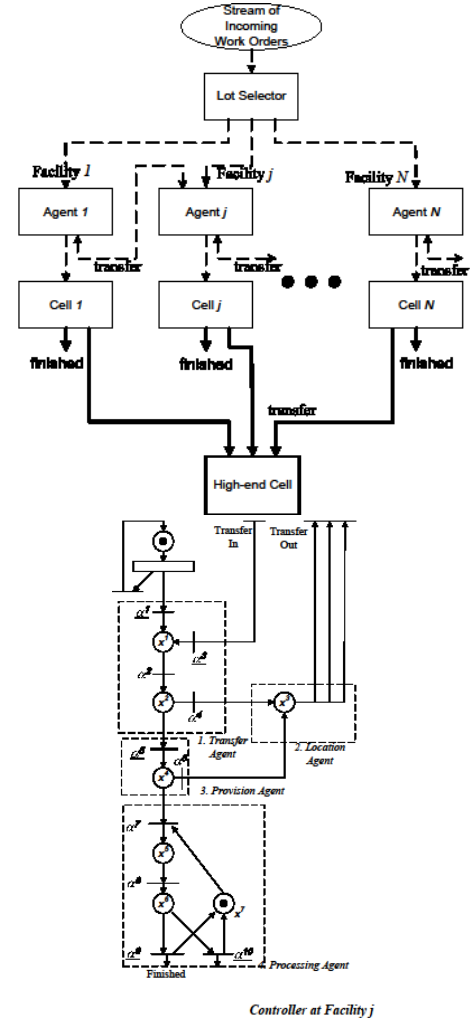 Stream of
Incoming
Work Orders
Lot Selector
Facility 1
Facility j
Facility N
Agent 1
Agent j
Agent N
transfer
transfer
transfer
Cell 1
Cell j
Cell N
finished
finished
finished
transfer
High-end Cell
Transfer
In
Transfer
Out
α1
x1
α3
α2
x2
α4
x3
1. Transfer
Agent
2. Location
Agent
α5
α6
x4
3. Provision Agent
α7
x5
α8
x6
x7
α9
α10
Finished
Processing Agent
Controller at Facility j